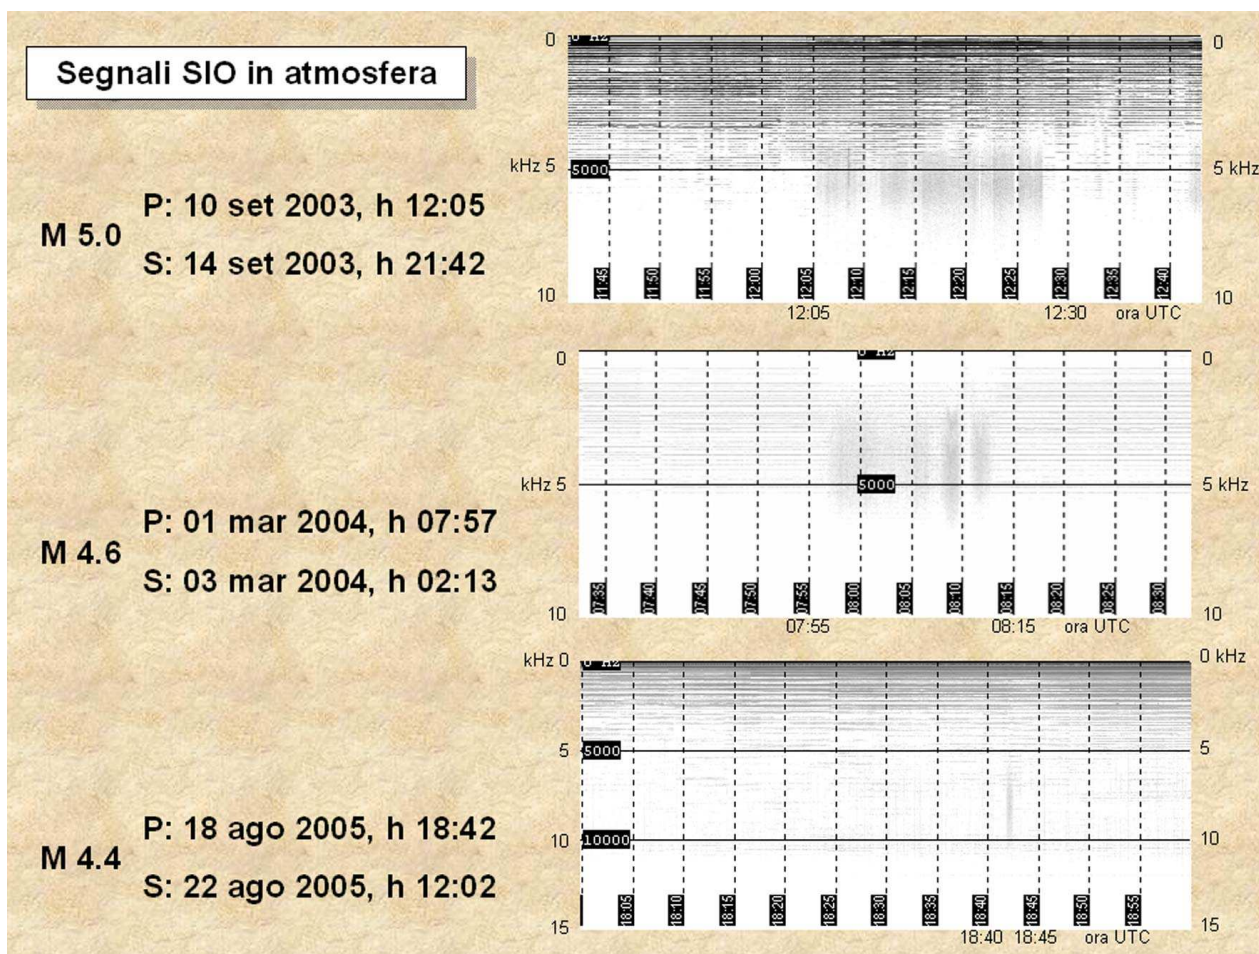 Segnali SIO in atmosfera
0 0 Hz 0
kHz 5 5000 5 kHz
M 5.0
P: 10 set 2003, h 12:05
S: 14 set 2003, h 21:42
11:45 11:50 11:55 12:00 12:05 12:10 12:15 12:20 12:25 12:30 12:35 12:40
10 10
12:05 12:30 ora UTC
0 0 Hz 0
kHz 5 5000 5 kHz
M 4.6
P: 01 mar 2004, h 07:57
S: 03 mar 2004, h 02:13
07:35 07:40 07:45 07:50 07:55 08:00 08:05 08:10 08:15 08:20 08:25 08:30
10 10
07:55 08:15 ora UTC
kHz 0 0 Hz 0 kHz
5 5000 5
10 10000 10
M 4.4
P: 18 ago 2005, h 18:42
S: 22 ago 2005, h 12:02
18:05 18:10 18:15 18:20 18:25 18:30 18:35 18:40 18:45 18:50 18:55
15 15
18:40 18:45 ora UTC